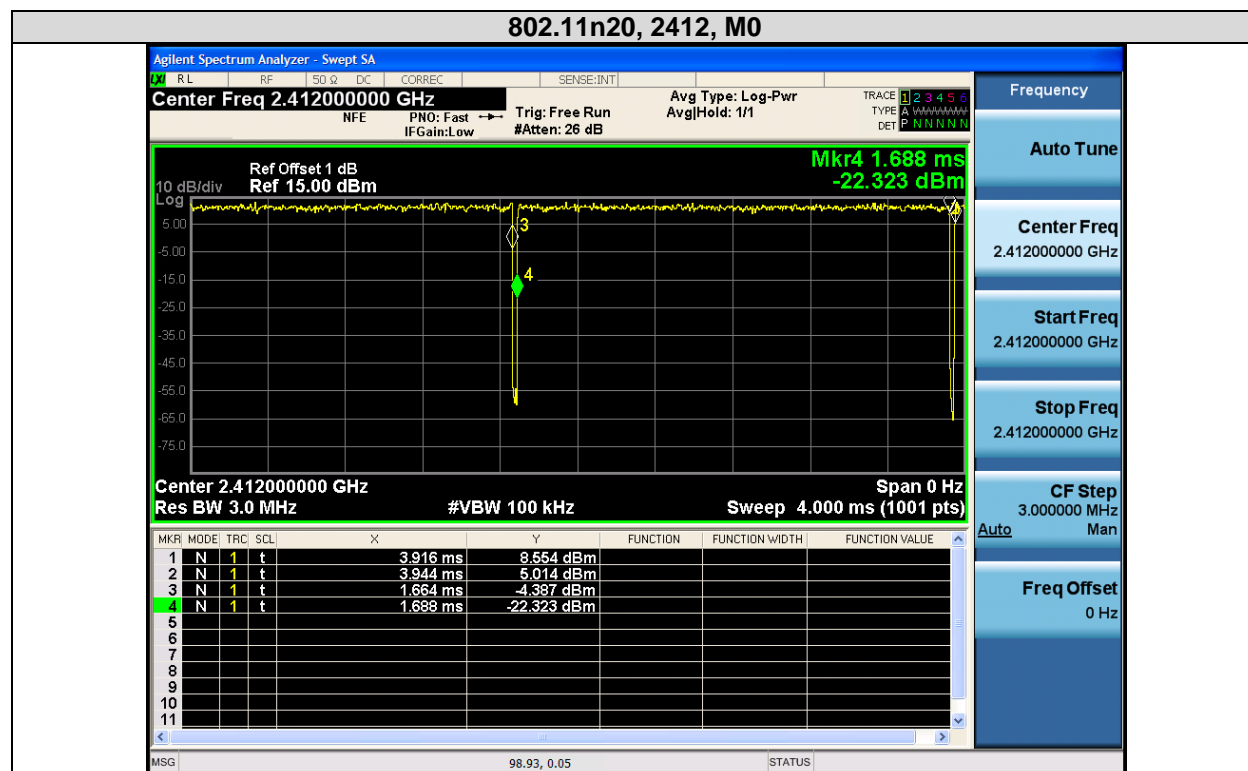 802.11n20, 2412, M0
Agilent Spectrum Analyzer - Swept SA
LXI RL RF 50 Ω DC CORREC SENSE:INT
Center Freq 2.412000000 GHz
NFE PNO: Fast Trig: Free Run Avg Type: Log-Pwr TRACE 1 2 3 4 5 6
IFGain:Low #Atten: 26 dB Avg|Hold: 1/1 TYPE A WWWWW
DET P N N N N N
Frequency
Auto Tune
Center Freq
2.412000000 GHz
Start Freq
2.412000000 GHz
Stop Freq
2.412000000 GHz
CF Step
3.000000 MHz
Auto Man
Freq Offset
0 Hz
Ref Offset 1 dB Mkr4 1.688 ms
10 dB/div Ref 15.00 dBm -22.323 dBm
Log
5.00
3
-5.00
4
-15.0
-25.0
-35.0
-45.0
-55.0
-65.0
-75.0
Center 2.412000000 GHz Span 0 Hz
Res BW 3.0 MHz #VBW 100 kHz Sweep 4.000 ms (1001 pts)
MKR MODE TRC SCL X Y FUNCTION FUNCTION WIDTH FUNCTION VALUE
1 N 1 t 3.916 ms 8.554 dBm
2 N 1 t 3.944 ms 5.014 dBm
3 N 1 t 1.664 ms -4.387 dBm
4 N 1 t 1.688 ms -22.323 dBm
5
6
7
8
9
10
11
MSG 98.93, 0.05 STATUS